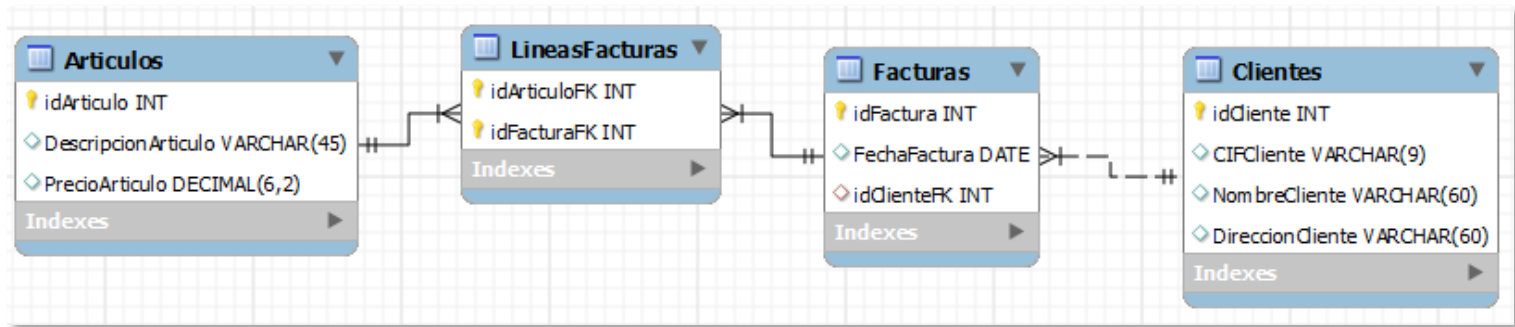 Articulos
idArticulo INT
DescripcionArticulo VARCHAR(45)
PrecioArticulo DECIMAL(6,2)
Indexes
LineasFacturas
idArticuloFK INT
idFacturaFK INT
Indexes
Facturas
idFactura INT
FechaFactura DATE
idClienteFK INT
Indexes
Clientes
idCliente INT
CIFCliente VARCHAR(9)
NombreCliente VARCHAR(60)
DireccionCliente VARCHAR(60)
Indexes